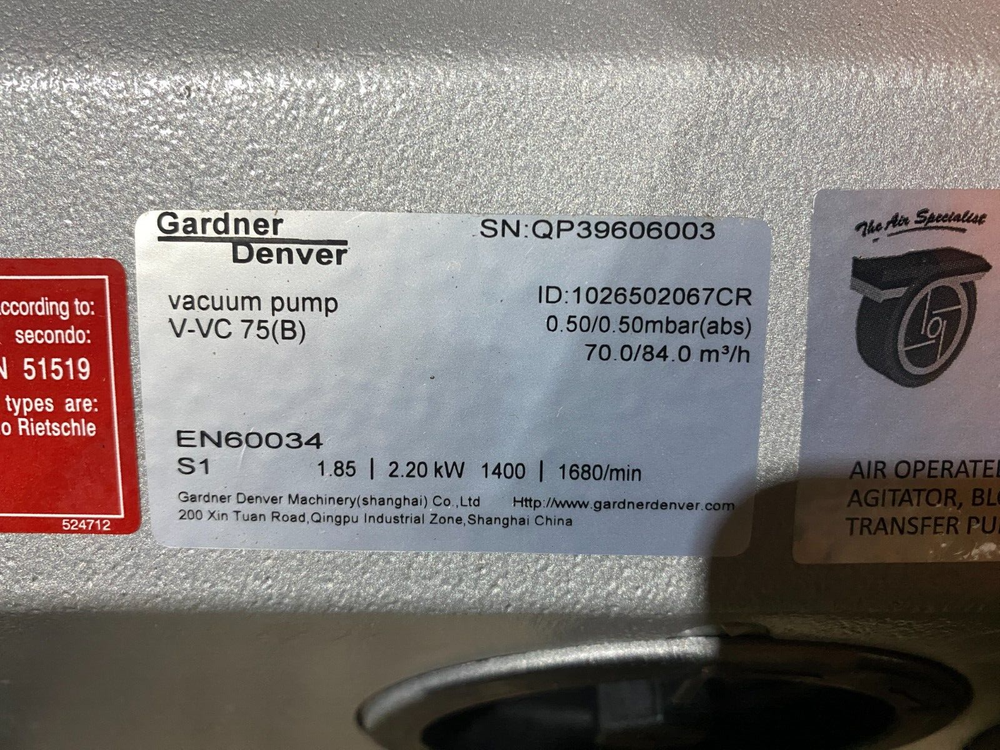 ccording to:
secondo:
N 51519
types are:
o Rietschle
524712
Gardner
Denver
SN:QP39606003
vacuum pump
V-VC 75(B)
ID:1026502067CR
0.50/0.50mbar(abs)
70.0/84.0 m³/h
EN60034
S1 1.85 | 2.20 kW 1400 | 1680/min
Gardner Denver Machinery(shanghai) Co.,Ltd Http://www.gardnerdenver.com
200 Xin Tuan Road,Qingpu Industrial Zone,Shanghai China
The Air Specialist
AIR OPERATE
AGITATOR, BL
TRANSFER PU